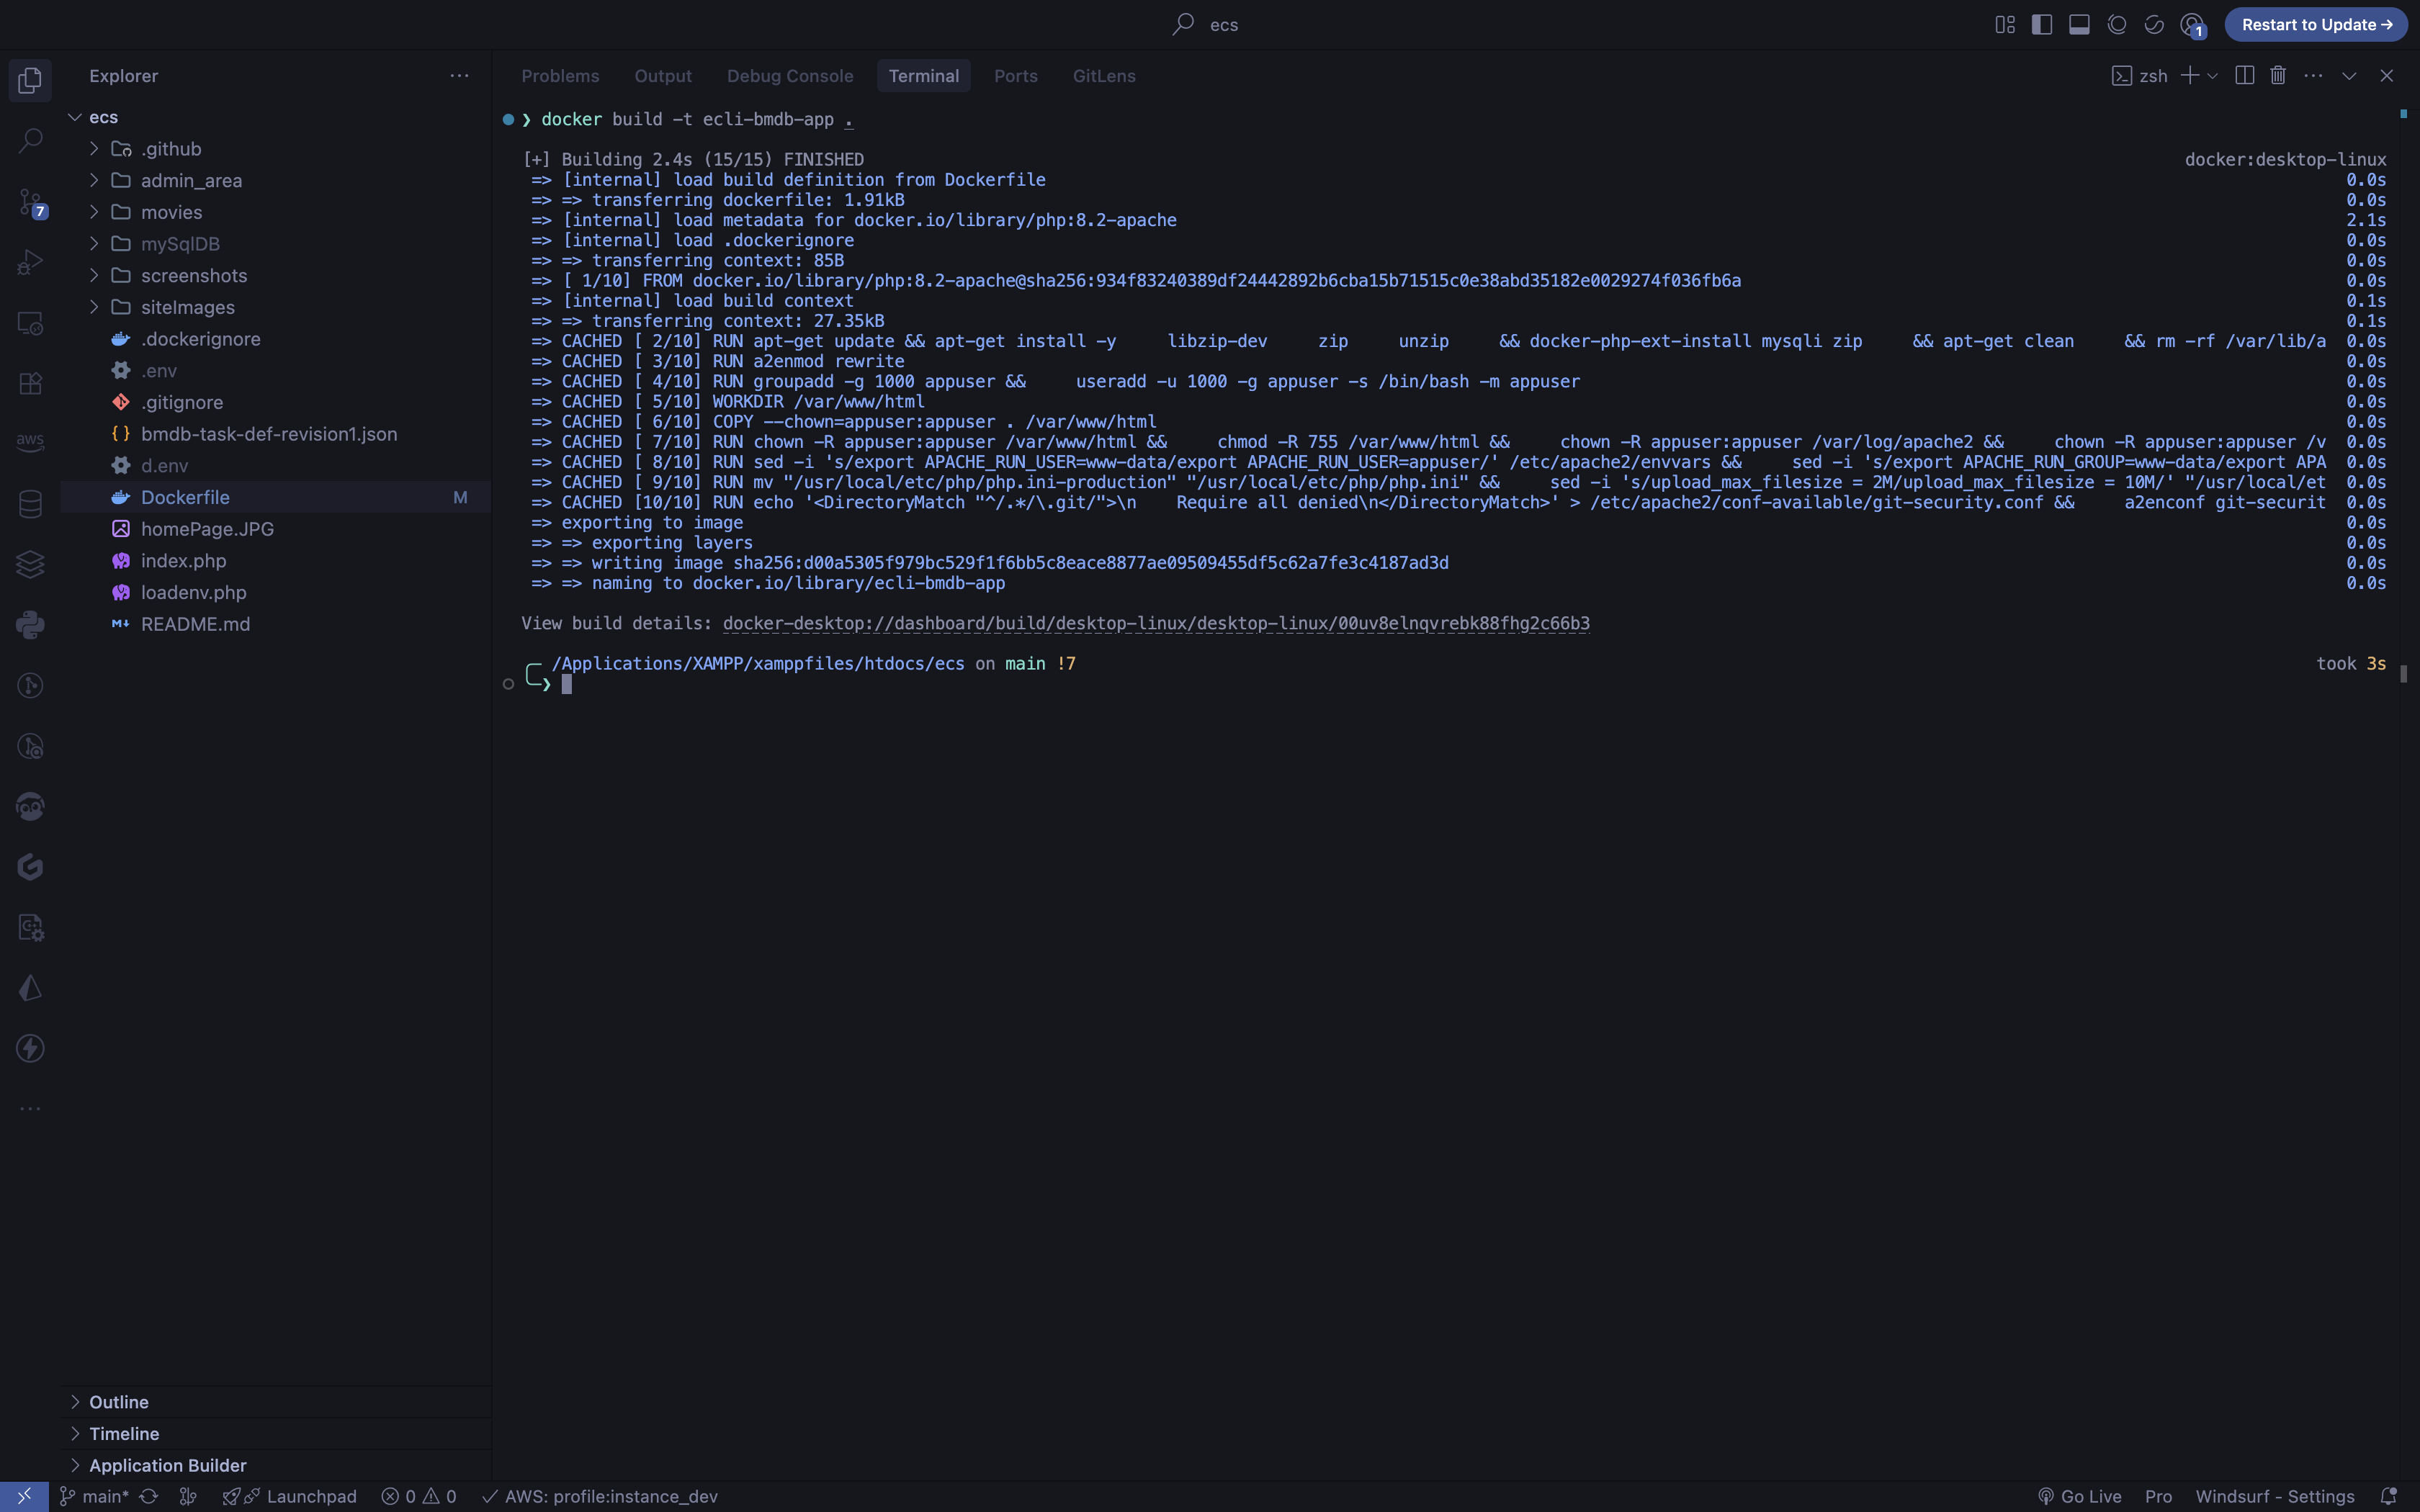 ecs
1
Restart to Update →
Explorer
ecs
.github
admin_area
movies
mySqlDB
screenshots
siteImages
.dockerignore
.env
.gitignore
bmdb-task-def-revision1.json
d.env
Dockerfile M
homePage.JPG
index.php
loadenv.php
README.md
7
aws
Outline
Timeline
Application Builder
Problems Output Debug Console Terminal Ports GitLens
zsh
❯ docker build -t ecli-bmdb-app .
[+] Building 2.4s (15/15) FINISHED docker:desktop-linux
=> [internal] load build definition from Dockerfile 0.0s
=> => transferring dockerfile: 1.91kB 0.0s
=> [internal] load metadata for docker.io/library/php:8.2-apache 2.1s
=> [internal] load .dockerignore 0.0s
=> => transferring context: 85B 0.0s
=> [ 1/10] FROM docker.io/library/php:8.2-apache@sha256:934f83240389df24442892b6cba15b71515c0e38abd35182e0029274f036fb6a 0.0s
=> [internal] load build context 0.1s
=> => transferring context: 27.35kB 0.1s
=> CACHED [ 2/10] RUN apt-get update && apt-get install -y     libzip-dev     zip     unzip     && docker-php-ext-install mysqli zip     && apt-get clean     && rm -rf /var/lib/a 0.0s
=> CACHED [ 3/10] RUN a2enmod rewrite 0.0s
=> CACHED [ 4/10] RUN groupadd -g 1000 appuser &&     useradd -u 1000 -g appuser -s /bin/bash -m appuser 0.0s
=> CACHED [ 5/10] WORKDIR /var/www/html 0.0s
=> CACHED [ 6/10] COPY --chown=appuser:appuser . /var/www/html 0.0s
=> CACHED [ 7/10] RUN chown -R appuser:appuser /var/www/html &&     chmod -R 755 /var/www/html &&     chown -R appuser:appuser /var/log/apache2 &&     chown -R appuser:appuser /v 0.0s
=> CACHED [ 8/10] RUN sed -i 's/export APACHE_RUN_USER=www-data/export APACHE_RUN_USER=appuser/' /etc/apache2/envvars &&     sed -i 's/export APACHE_RUN_GROUP=www-data/export APA 0.0s
=> CACHED [ 9/10] RUN mv "/usr/local/etc/php/php.ini-production" "/usr/local/etc/php/php.ini" &&     sed -i 's/upload_max_filesize = 2M/upload_max_filesize = 10M/' "/usr/local/et 0.0s
=> CACHED [10/10] RUN echo '<DirectoryMatch "^/.*/\.git/">\n    Require all denied\n</DirectoryMatch>' > /etc/apache2/conf-available/git-security.conf &&     a2enconf git-securit 0.0s
=> exporting to image 0.0s
=> => exporting layers 0.0s
=> => writing image sha256:d00a5305f979bc529f1f6bb5c8eace8877ae09509455df5c62a7fe3c4187ad3d 0.0s
=> => naming to docker.io/library/ecli-bmdb-app 0.0s
View build details: docker-desktop://dashboard/build/desktop-linux/desktop-linux/00uv8elnqvrebk88fhg2c66b3
/Applications/XAMPP/xamppfiles/htdocs/ecs on main !7 took 3s
❯
main* Launchpad 0 0 AWS: profile:instance_dev Go Live Pro Windsurf - Settings